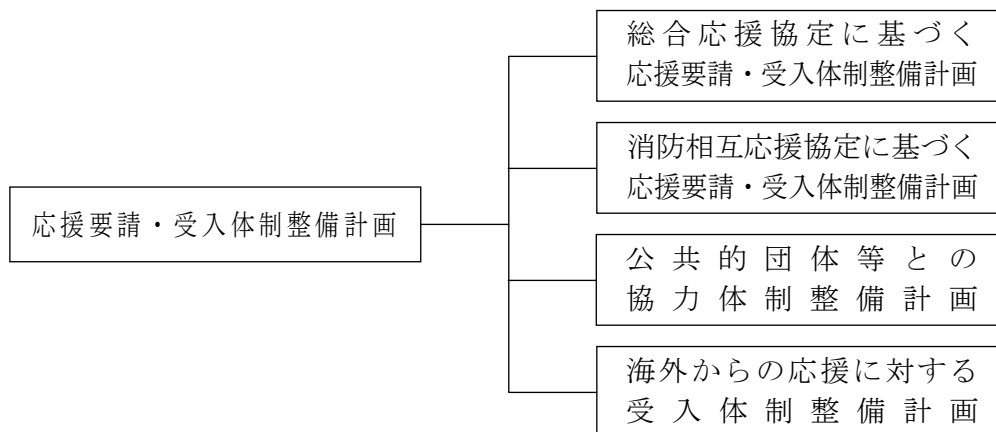 応援要請・受入体制整備計画
総合応援協定に基づく
応援要請・受入体制整備計画
消防相互応援協定に基づく
応援要請・受入体制整備計画
公共的団体等との
協力体制整備計画
海外からの応援に対する
受入体制整備計画